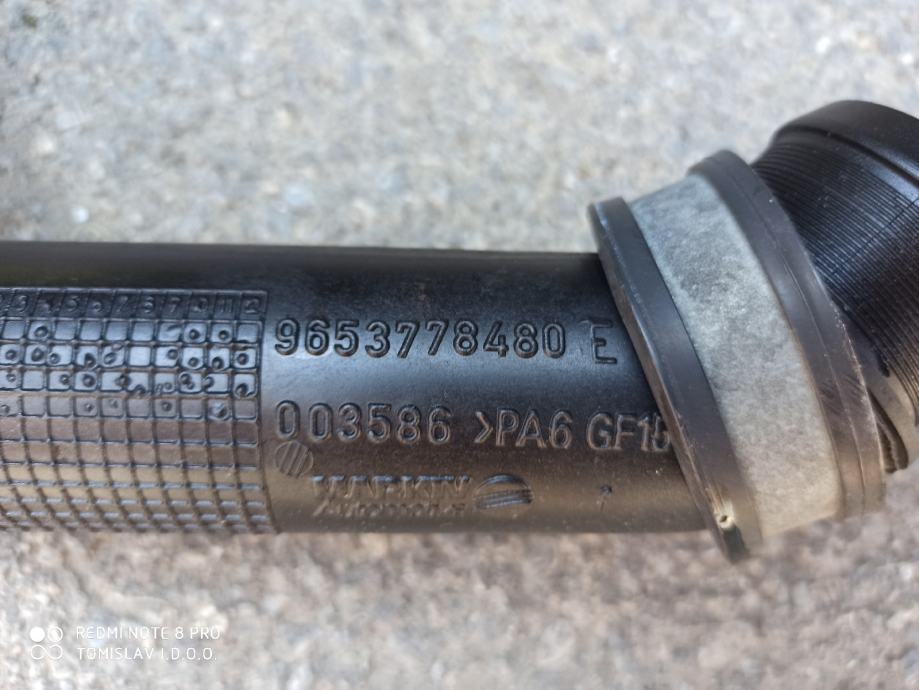 9653778480 E
003586 >PA6 GF15
REDMI NOTE 8 PRO
TOMISLAV I.D.O.O.